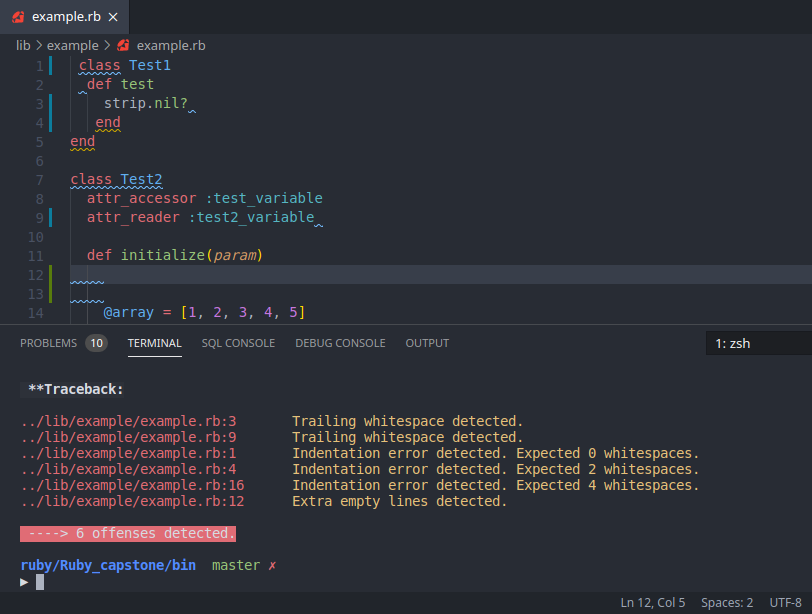 example.rb ×
lib > example > example.rb
1 class Test1
2 def test
3 strip.nil?
4 end
5 end
6
7 class Test2
8 attr_accessor :test_variable
9 attr_reader :test2_variable
10
11 def initialize(param)
12
13
14 @array = [1, 2, 3, 4, 5]
PROBLEMS 10 TERMINAL SQL CONSOLE DEBUG CONSOLE OUTPUT 1: zsh
**Traceback:
../lib/example/example.rb:3 Trailing whitespace detected.
../lib/example/example.rb:9 Trailing whitespace detected.
../lib/example/example.rb:1 Indentation error detected. Expected 0 whitespaces.
../lib/example/example.rb:4 Indentation error detected. Expected 2 whitespaces.
../lib/example/example.rb:16 Indentation error detected. Expected 4 whitespaces.
../lib/example/example.rb:12 Extra empty lines detected.
----> 6 offenses detected.
ruby/Ruby_capstone/bin master ✗
▶
Ln 12, Col 5 Spaces: 2 UTF-8